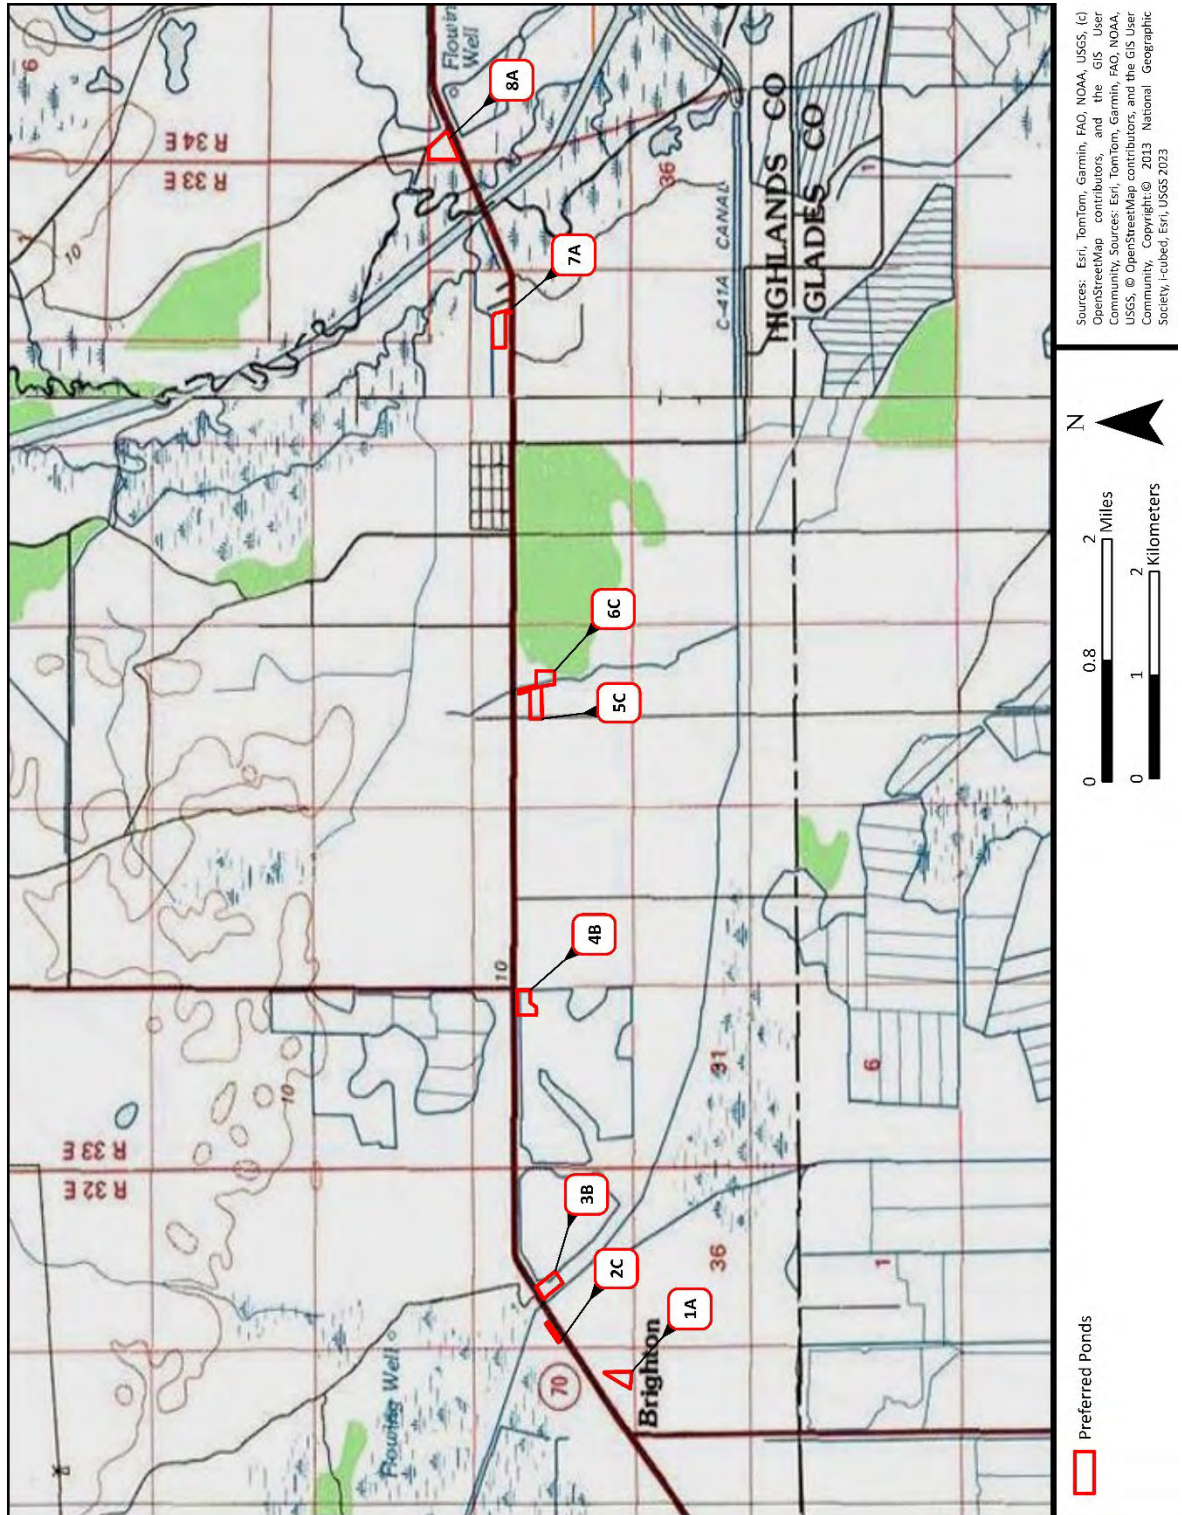 6
Flowing
Well
8A
R 34 E
R 33 E
36
7A
10
HIGHLANDS CO
GLADES CO
C-41A CANAL
1
6C
5C
10
4B
10
31
6
R 33 E
R 32 E
3B
2C
36
1
1A
70
Brighton
Flowing Well
Preferred Ponds
0 0.8 2 Miles
0 1 2 Kilometers
N
Sources: Esri, TomTom, Garmin, FAO, NOAA, USGS, (c)
OpenStreetMap contributors, and the GIS User
Community, Sources: Esri, TomTom, Garmin, FAO, NOAA,
USGS, © OpenStreetMap contributors, and the GIS User
Community, Copyright:© 2013 National Geographic
Society, i-cubed, Esri, USGS 2023